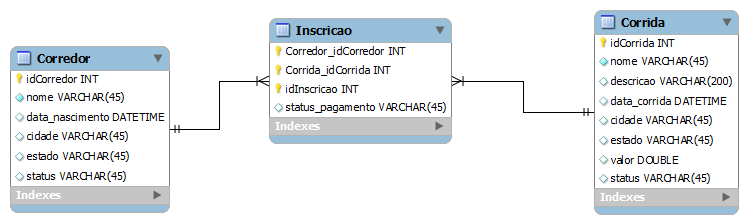 Corredor
idCorredor INT
nome VARCHAR(45)
data_nascimento DATETIME
cidade VARCHAR(45)
estado VARCHAR(45)
status VARCHAR(45)
Indexes
Inscricao
Corredor_idCorredor INT
Corrida_idCorrida INT
idInscricao INT
status_pagamento VARCHAR(45)
Indexes
Corrida
idCorrida INT
nome VARCHAR(45)
descricao VARCHAR(200)
data_corrida DATETIME
cidade VARCHAR(45)
estado VARCHAR(45)
valor DOUBLE
status VARCHAR(45)
Indexes